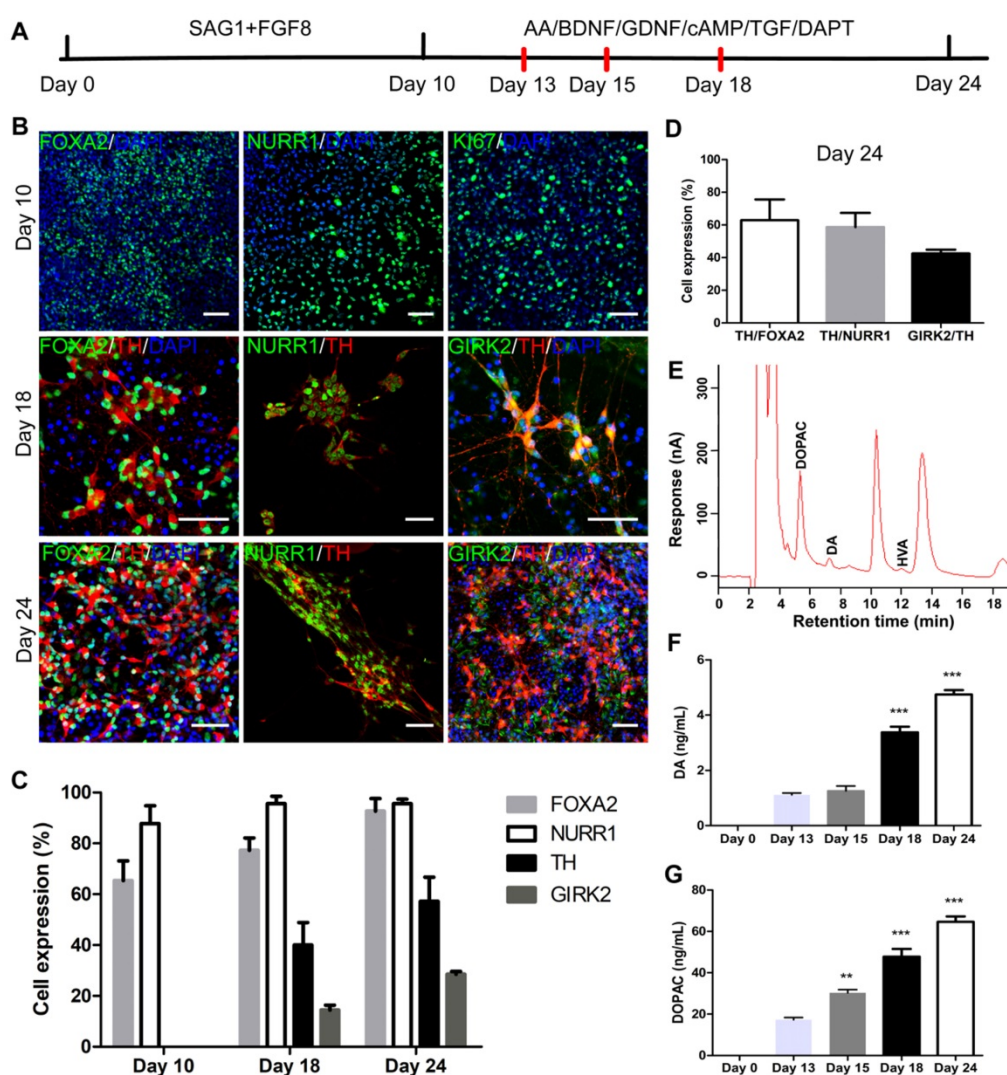 A
SAG1+FGF8
AA/BDNF/GDNF/cAMP/TGF/DAPT
Day 0
Day 10
Day 13
Day 15
Day 18
Day 24
B
FOXA2/DAPI
NURR1/DAPI
KI67/DAPI
Day 10
FOXA2/TH/DAPI
NURR1/TH
GIRK2/TH/DAPI
Day 18
FOXA2/TH/DAPI
NURR1/TH
GIRK2/TH/DAPI
Day 24
C
Cell expression (%)
100
80
60
40
20
0
Day 10
Day 18
Day 24
FOXA2
NURR1
TH
GIRK2
D
Day 24
Cell expression (%)
100
80
60
40
20
0
TH/FOXA2
TH/NURR1
GIRK2/TH
E
Response (nA)
300
200
100
0
DOPAC
DA
HVA
0 2 4 6 8 10 12 14 16 18
Retention time (min)
F
DA (ng/mL)
6
4
2
0
***
***
Day 0 Day 13 Day 15 Day 18 Day 24
G
DOPAC (ng/mL)
80
60
40
20
0
**
***
***
Day 0 Day 13 Day 15 Day 18 Day 24